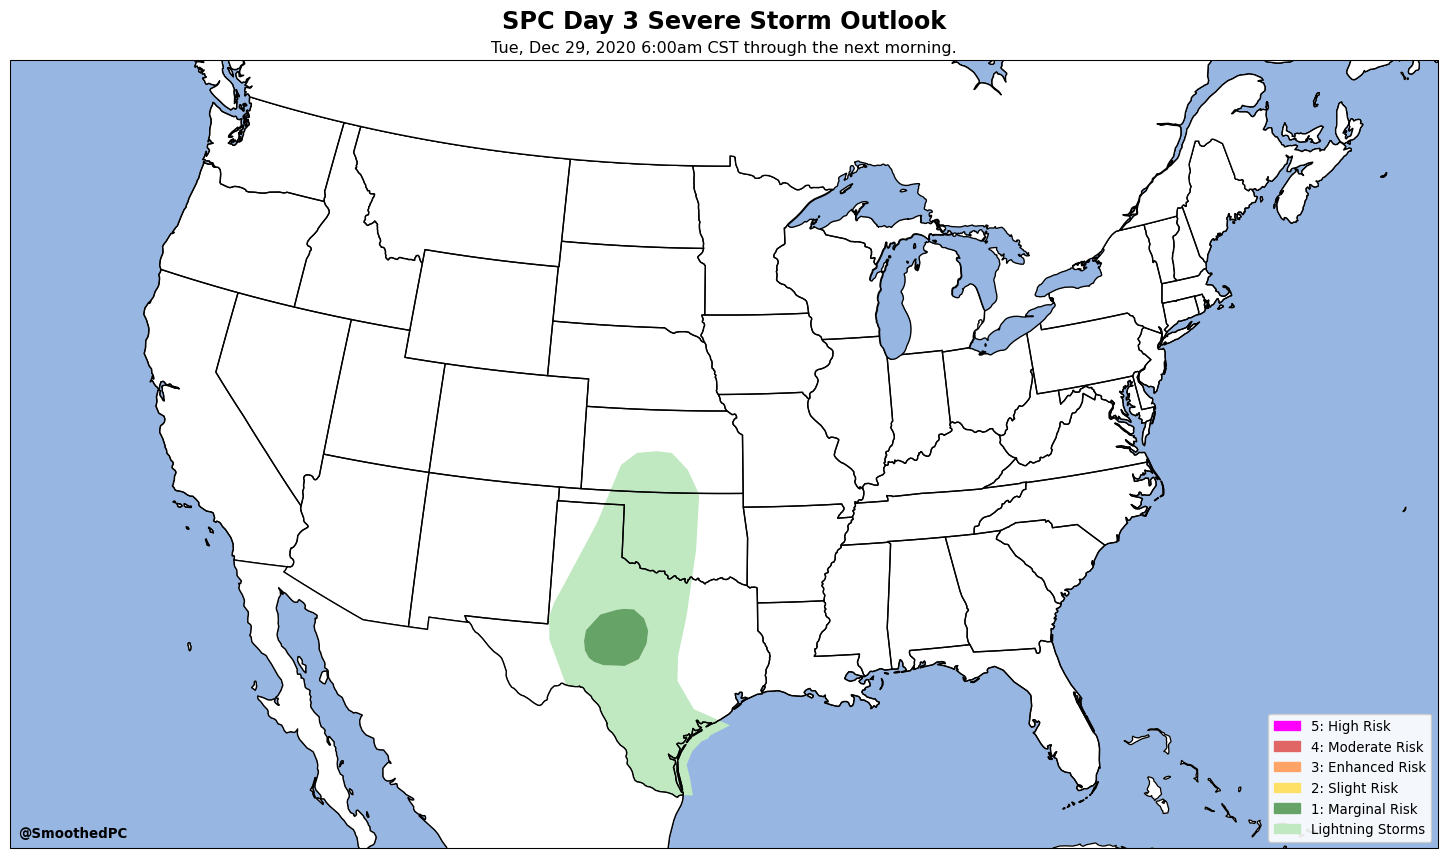 SPC Day 3 Severe Storm Outlook
Tue, Dec 29, 2020 6:00am CST through the next morning.
5: High Risk
4: Moderate Risk
3: Enhanced Risk
2: Slight Risk
1: Marginal Risk
Lightning Storms
@SmoothedPC